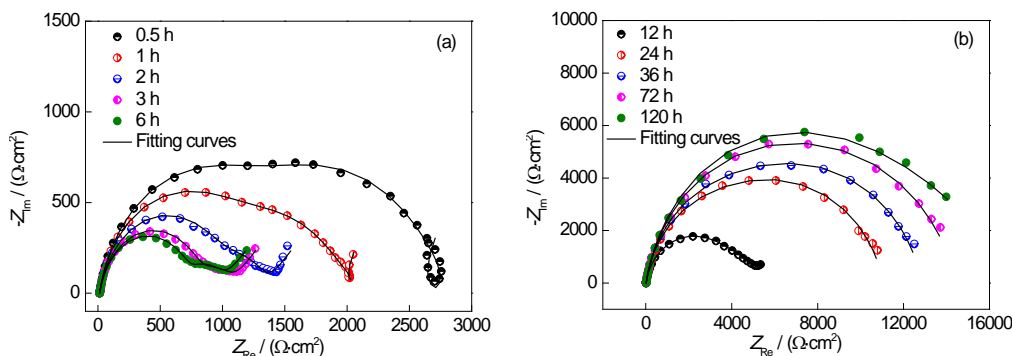 (a)
1500
1000
500
0
0.5 h
1 h
2 h
3 h
6 h
Fitting curves
-Z_Im / (Ω·cm²)
0 500 1000 1500 2000 2500 3000
Z_Re / (Ω·cm²)
(b)
10000
8000
6000
4000
2000
0
12 h
24 h
36 h
72 h
120 h
Fitting curves
-Z_Im / (Ω·cm²)
0 4000 8000 12000 16000
Z_Re / (Ω·cm²)